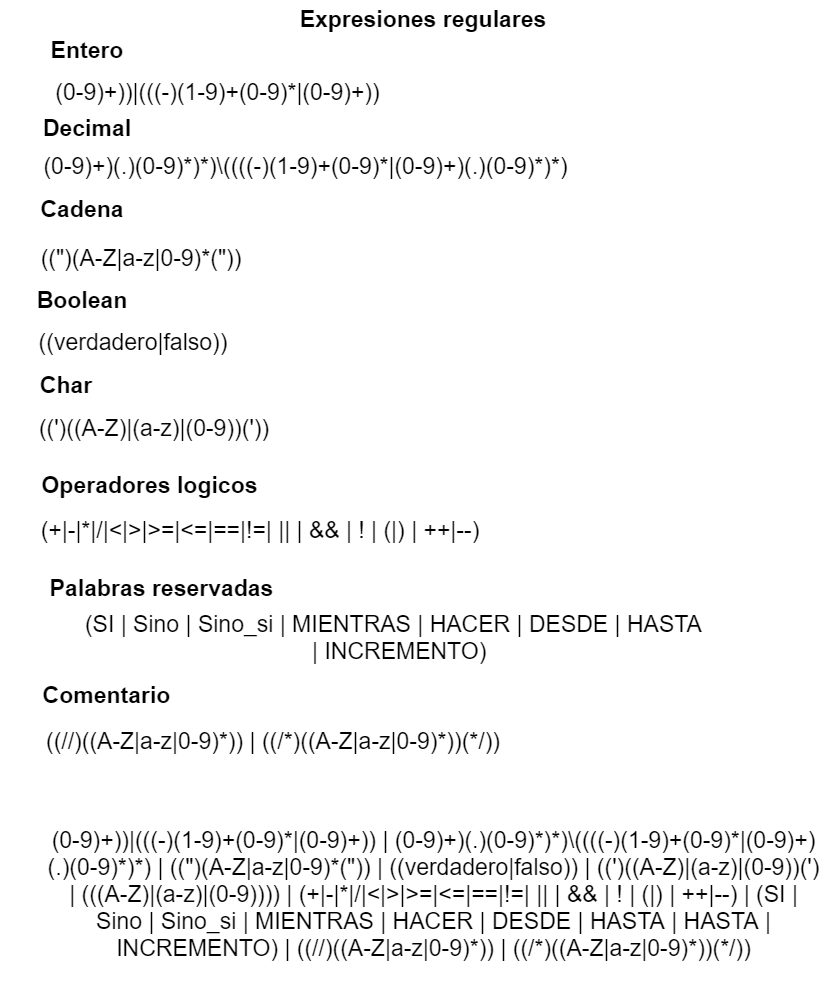 Expresiones regulares
Entero
(0-9)+))|(((-)(1-9)+(0-9)*|(0-9)+))
Decimal
(0-9)+)(.)(0-9)*)*)\((((-)(1-9)+(0-9)*|(0-9)+)(.)(0-9)*)*)
Cadena
((")(A-Z|a-z|0-9)*("))
Boolean
((verdadero|falso))
Char
((')((A-Z)|(a-z)|(0-9))('))
Operadores logicos
(+|-|*|/|<|>|>=|<=|==|!=| || | && | ! | (|) | ++|--)
Palabras reservadas
(SI | Sino | Sino_si | MIENTRAS | HACER | DESDE | HASTA
| INCREMENTO)
Comentario
((//)((A-Z|a-z|0-9)*)) | ((/*)((A-Z|a-z|0-9)*))(*/))
(0-9)+))|(((-)(1-9)+(0-9)*|(0-9)+)) | (0-9)+)(.)(0-9)*)*)\((((-)(1-9)+(0-9)*|(0-9)+)
(.)(0-9)*)*) | ((")(A-Z|a-z|0-9)*(")) | ((verdadero|falso)) | ((')((A-Z)|(a-z)|(0-9))(')
| (((A-Z)|(a-z)|(0-9)))) | (+|-|*|/|<|>|>=|<=|==|!=| || | && | ! | (|) | ++|--) | (SI |
Sino | Sino_si | MIENTRAS | HACER | DESDE | HASTA | HASTA |
INCREMENTO) | ((//)((A-Z|a-z|0-9)*)) | ((/*)((A-Z|a-z|0-9)*))(*/))